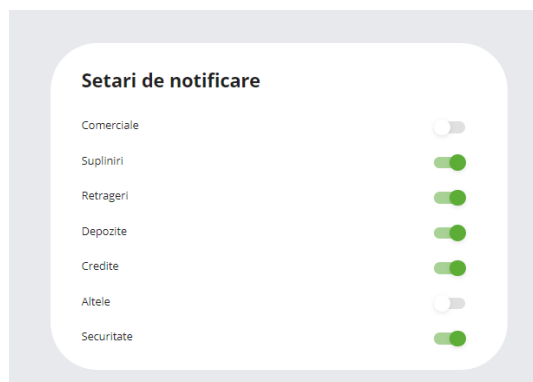 Setari de notificare
Comerciale
Supliniri
Retrageri
Depozite
Credite
Altele
Securitate